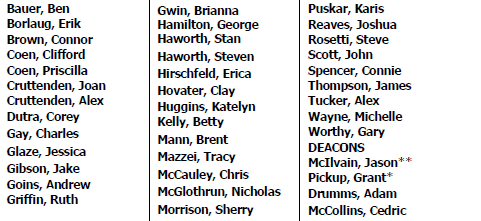 Bauer, Ben
Borlaug, Erik
Brown, Connor
Coen, Clifford
Coen, Priscilla
Cruttenden, Joan
Cruttenden, Alex
Dutra, Corey
Gay, Charles
Glaze, Jessica
Gibson, Jake
Goins, Andrew
Griffin, Ruth
Gwin, Brianna
Hamilton, George
Haworth, Stan
Haworth, Steven
Hirschfeld, Erica
Hovater, Clay
Huggins, Katelyn
Kelly, Betty
Mann, Brent
Mazzei, Tracy
McCauley, Chris
McGlothrun, Nicholas
Morrison, Sherry
Puskar, Karis
Reaves, Joshua
Rosetti, Steve
Scott, John
Spencer, Connie
Thompson, James
Tucker, Alex
Wayne, Michelle
Worthy, Gary
DEACONS
McIlvain, Jason**
Pickup, Grant*
Drumms, Adam
McCollins, Cedric